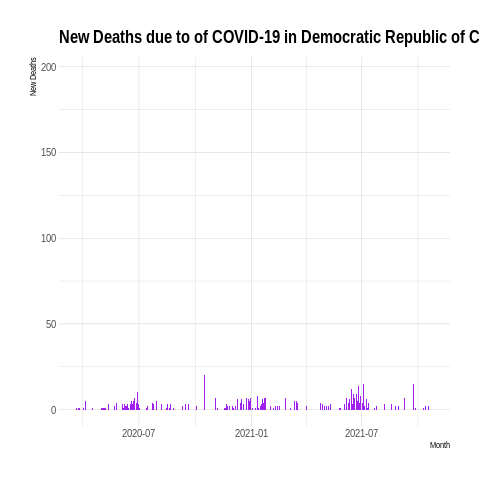 New Deaths due to of COVID-19 in Democratic Republic of C
New Deaths
200
150
100
50
0
2020-07
2021-01
2021-07
Month